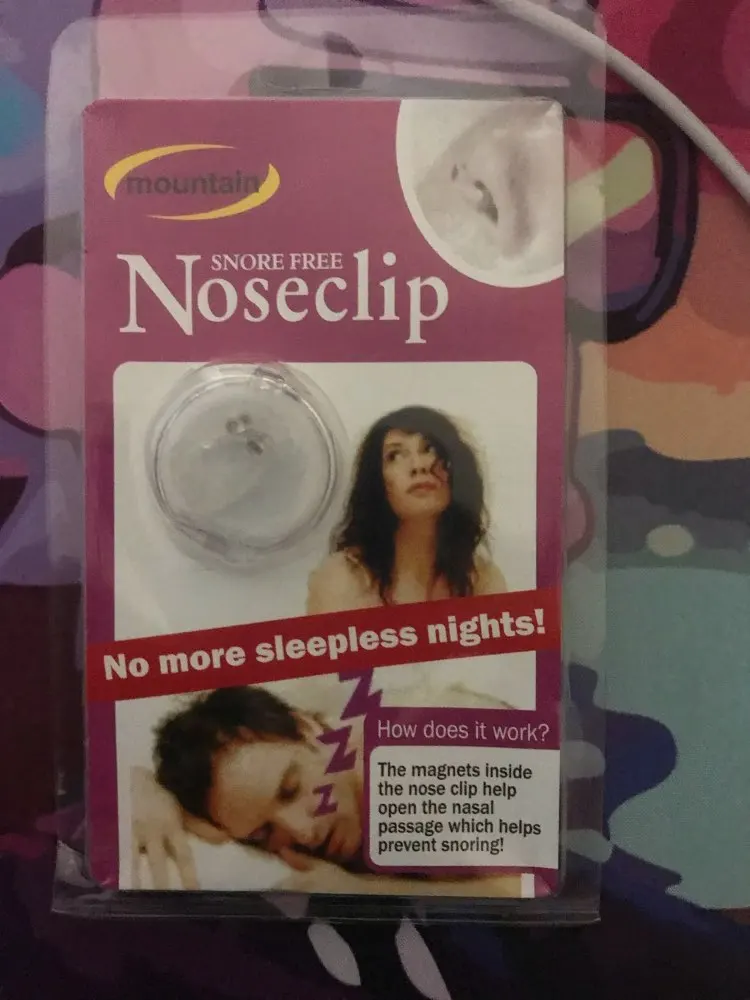 mountain
SNORE FREE
Noseclip
No more sleepless nights!
Z
Z
Z
How does it work?
The magnets inside
the nose clip help
open the nasal
passage which helps
prevent snoring!